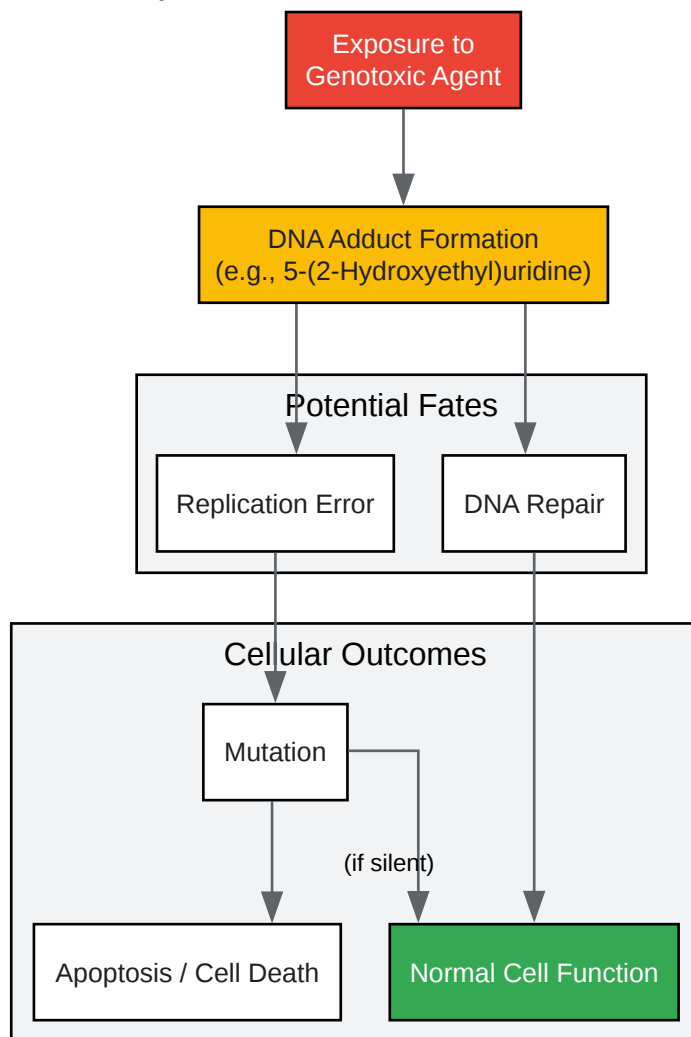 Exposure to
Genotoxic Agent
DNA Adduct Formation
(e.g., 5-(2-Hydroxyethyl)uridine)
Potential Fates
Replication Error
DNA Repair
Cellular Outcomes
Mutation
(if silent)
Apoptosis / Cell Death
Normal Cell Function